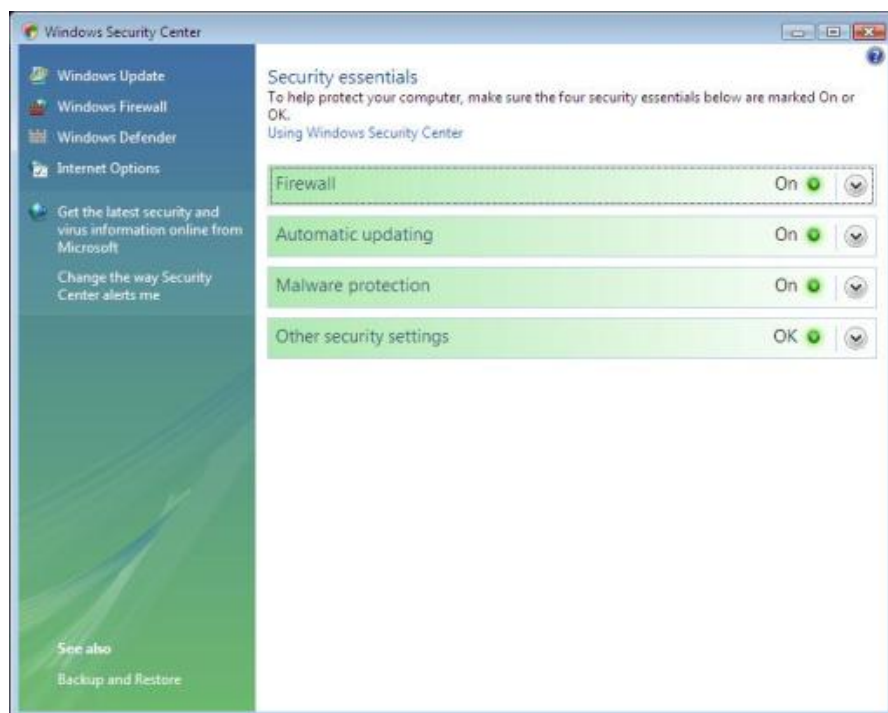 Windows Security Center
Windows Update
Windows Firewall
Windows Defender
Internet Options
Get the latest security and
virus information online from
Microsoft
Change the way Security
Center alerts me
See also
Backup and Restore
Security essentials
To help protect your computer, make sure the four security essentials below are marked On or
OK.
Using Windows Security Center
Firewall On
Automatic updating On
Malware protection On
Other security settings OK